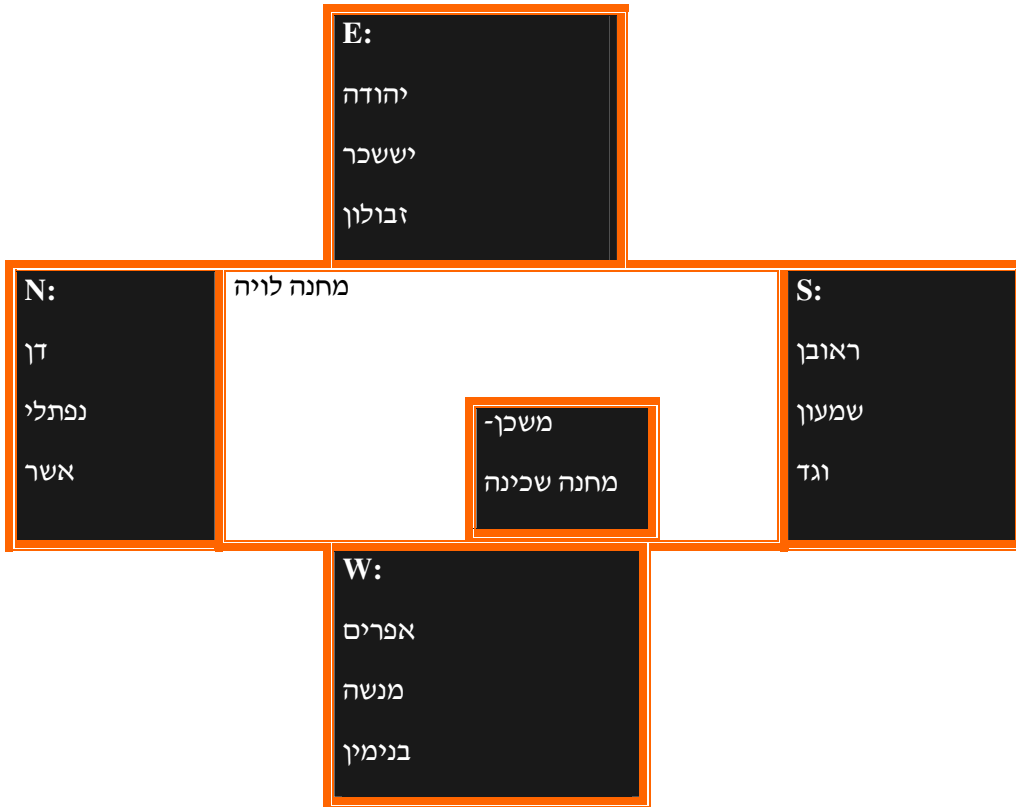 E:
יהודה
יששכר
זבולון
N:
דן
נפתלי
אשר
מחנה לויה
משכן-
מחנה שכינה
S:
ראובן
שמעון
וגד
W:
אפרים
מנשה
בנימין